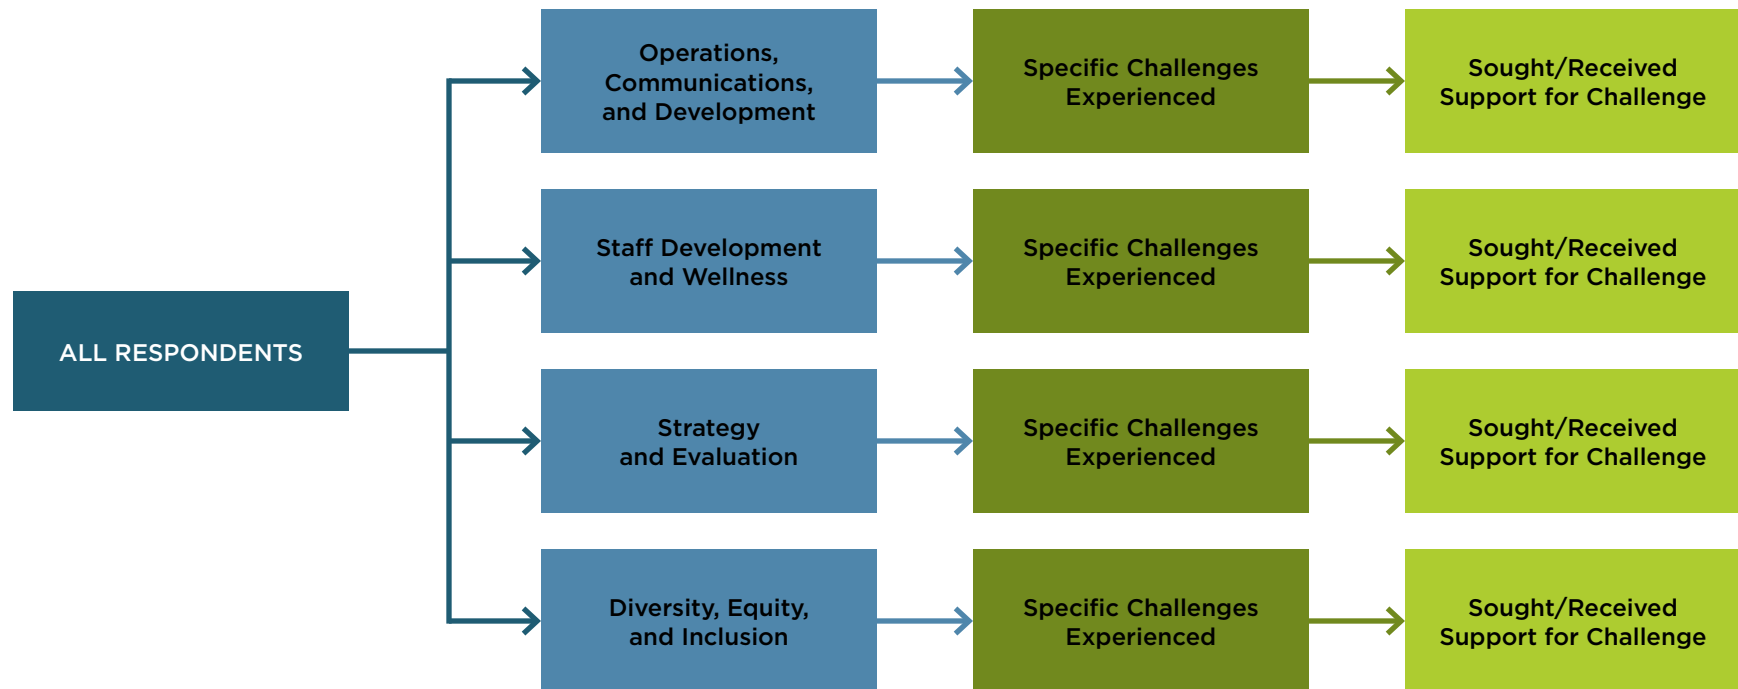 ALL RESPONDENTS
Operations,
Communications,
and Development
Specific Challenges
Experienced
Sought/Received
Support for Challenge
Staff Development
and Wellness
Specific Challenges
Experienced
Sought/Received
Support for Challenge
Strategy
and Evaluation
Specific Challenges
Experienced
Sought/Received
Support for Challenge
Diversity, Equity,
and Inclusion
Specific Challenges
Experienced
Sought/Received
Support for Challenge